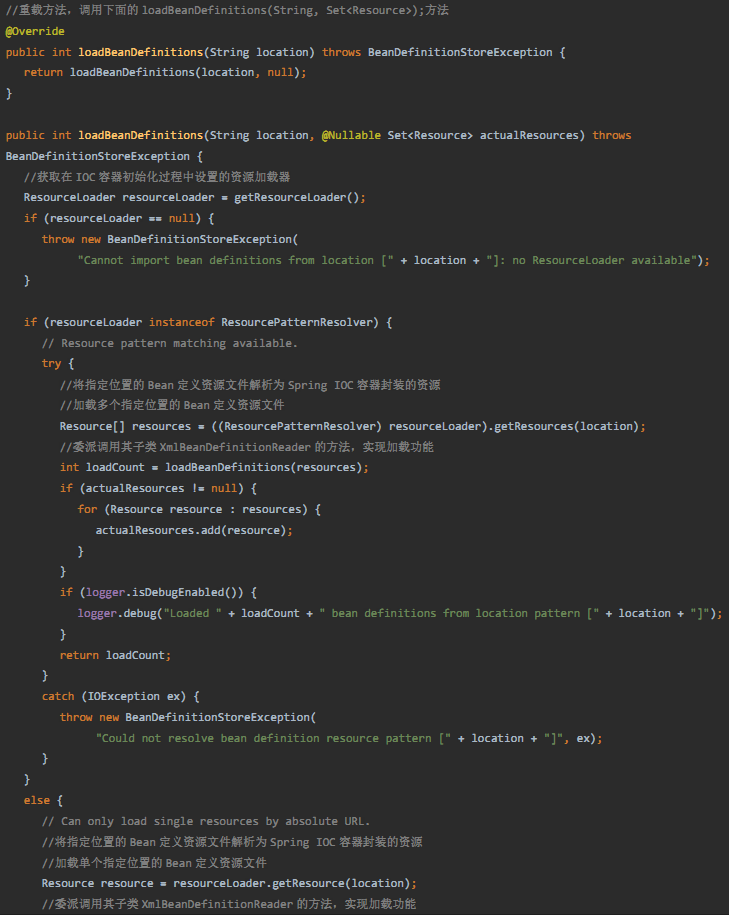 //重载方法，调用下面的 loadBeanDefinitions(String, Set<Resource>);方法
@Override
public int loadBeanDefinitions(String location) throws BeanDefinitionStoreException {
return loadBeanDefinitions(location, null);
}
public int loadBeanDefinitions(String location, @Nullable Set<Resource> actualResources) throws
BeanDefinitionStoreException {
//获取在 IOC 容器初始化过程中设置的资源加载器
ResourceLoader resourceLoader = getResourceLoader();
if (resourceLoader == null) {
throw new BeanDefinitionStoreException(
"Cannot import bean definitions from location [" + location + "]: no ResourceLoader available");
}
if (resourceLoader instanceof ResourcePatternResolver) {
// Resource pattern matching available.
try {
//将指定位置的 Bean 定义资源文件解析为 Spring IOC 容器封装的资源
//加载多个指定位置的 Bean 定义资源文件
Resource[] resources = ((ResourcePatternResolver) resourceLoader).getResources(location);
//委派调用其子类 XmlBeanDefinitionReader 的方法，实现加载功能
int loadCount = loadBeanDefinitions(resources);
if (actualResources != null) {
for (Resource resource : resources) {
actualResources.add(resource);
}
}
if (logger.isDebugEnabled()) {
logger.debug("Loaded " + loadCount + " bean definitions from location pattern [" + location + "]");
}
return loadCount;
}
catch (IOException ex) {
throw new BeanDefinitionStoreException(
"Could not resolve bean definition resource pattern [" + location + "]", ex);
}
}
else {
// Can only load single resources by absolute URL.
//将指定位置的 Bean 定义资源文件解析为 Spring IOC 容器封装的资源
//加载单个指定位置的 Bean 定义资源文件
Resource resource = resourceLoader.getResource(location);
//委派调用其子类 XmlBeanDefinitionReader 的方法，实现加载功能